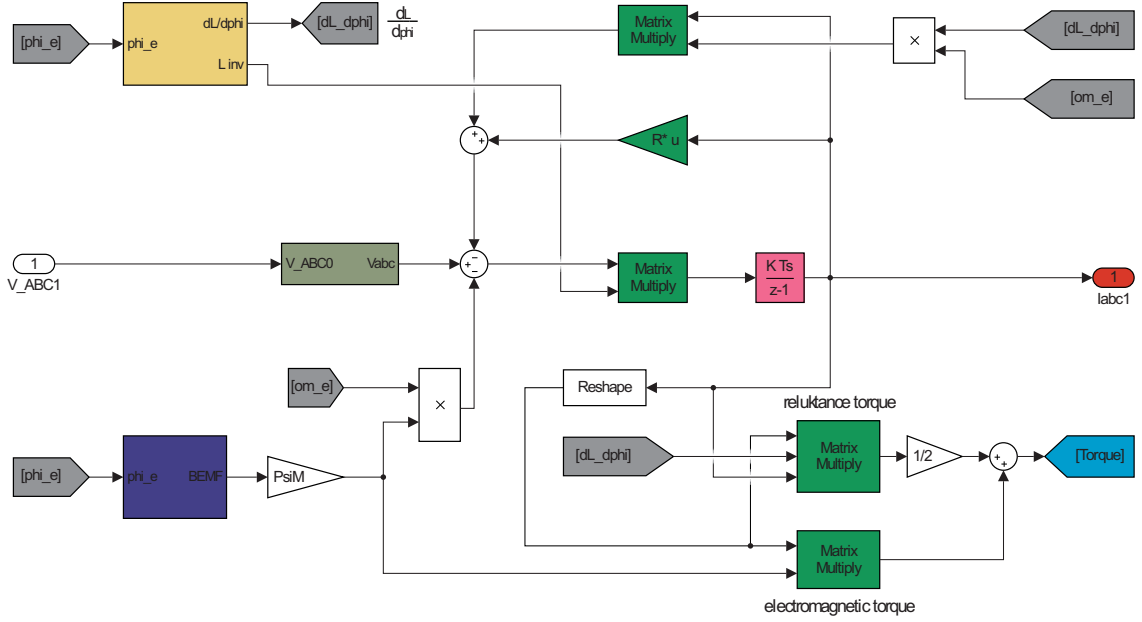 [phi_e]
phi_e
dL/dphi
L inv
[dL_dphi]
dL
dphi
Matrix
Multiply
×
[dL_dphi]
[om_e]
+
+
R* u
1
V_ABC1
V_ABC0
Vabc
+
−
−
Matrix
Multiply
K Ts
z-1
1
Iabc1
[om_e]
×
Reshape
reluktance torque
[phi_e]
phi_e
BEMF
PsiM
[dL_dphi]
Matrix
Multiply
1/2
+
+
[Torque]
Matrix
Multiply
electromagnetic torque